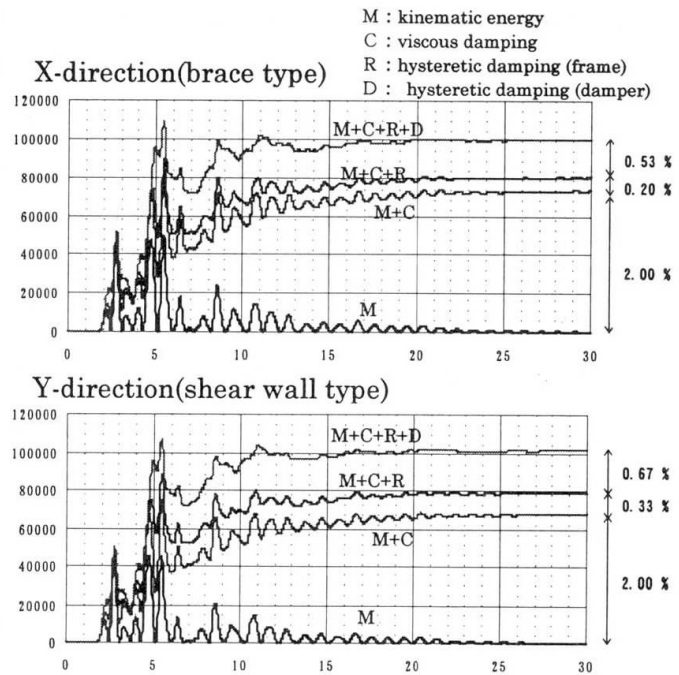 M : kinematic energy
C : viscous damping
R : hysteretic damping (frame)
D : hysteretic damping (damper)
X-direction(brace type)
120000
100000
80000
60000
40000
20000
0
M+C+R+D
M+C+R
M+C
M
0.53 %
0.20 %
2.00 %
0 5 10 15 20 25 30
Y-direction(shear wall type)
120000
100000
80000
60000
40000
20000
0
M+C+R+D
M+C+R
M+C
M
0.67 %
0.33 %
2.00 %
0 5 10 15 20 25 30